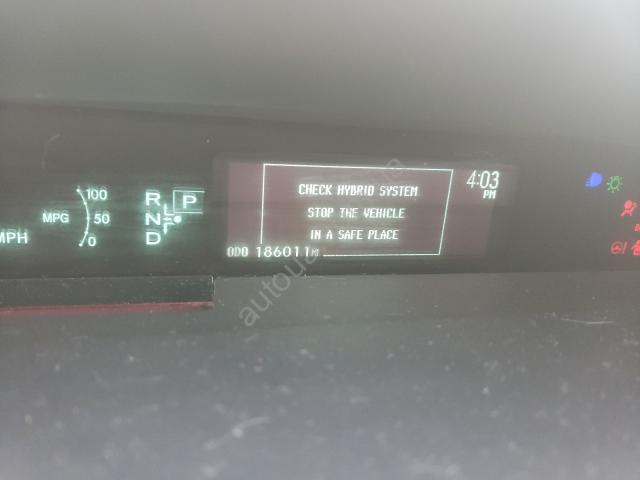 100
MPG
50
0
MPH
R
N
D
P
CHECK HYBRID SYSTEM
STOP THE VEHICLE
IN A SAFE PLACE
4:03
PM
ODO 186011 MI